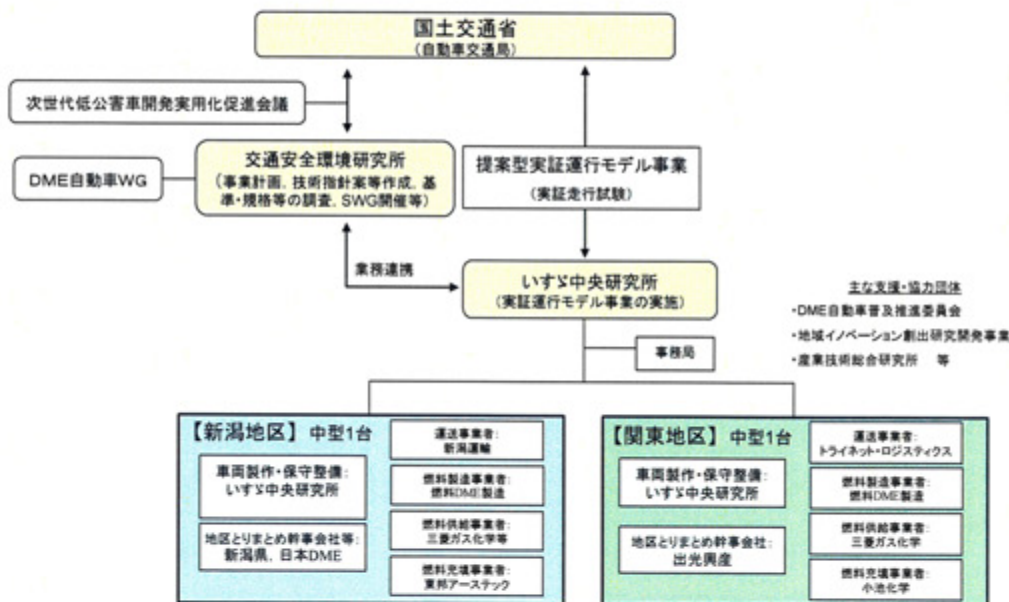 国土交通省
(自動車交通局)
次世代低公害車開発実用化促進会議
交通安全環境研究所
(事業計画，技術指針案等作成，基
準・規格等の調査，SWG開催等)
DME自動車WG
提案型実証運行モデル事業
(実証走行試験)
業務連携
いすゞ中央研究所
(実証運行モデル事業の実施)
事務局
主な支援・協力団体
・DME自動車普及推進委員会
・地域イノベーション創出研究開発事業
・産業技術総合研究所　等
【新潟地区】中型1台
車両製作・保守整備：
いすゞ中央研究所
地区とりまとめ幹事会社等：
新潟県，日本DME
運送事業者：
新潟運輸
燃料製造事業者：
燃料DME製造
燃料供給事業者：
三菱ガス化学等
燃料充填事業者：
東邦アーステック
【関東地区】中型1台
車両製作・保守整備：
いすゞ中央研究所
地区とりまとめ幹事会社：
出光興産
運送事業者：
トライネット・ロジスティクス
燃料製造事業者：
燃料DME製造
燃料供給事業者：
三菱ガス化学
燃料充填事業者：
小池化学